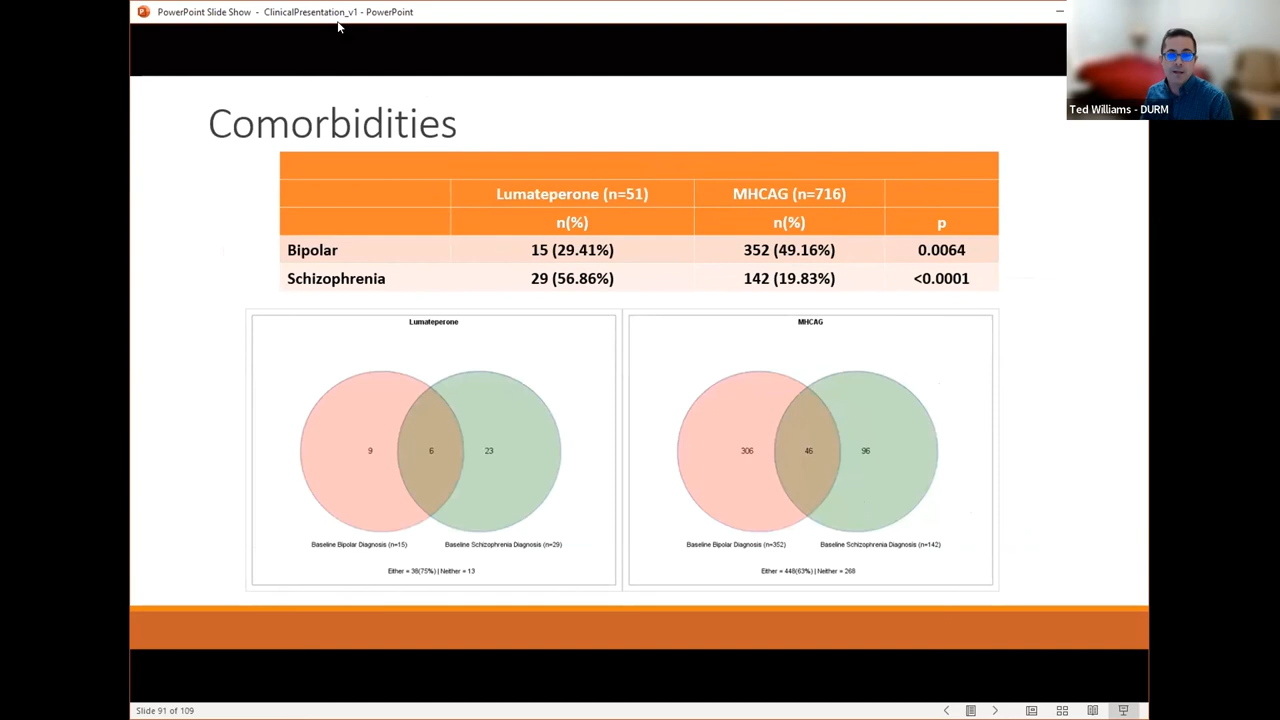 PowerPoint Slide Show - ClinicalPresentation_v1 - PowerPoint
Ted Williams - DURM
Comorbidities
Lumateperone (n=51) MHCAG (n=716)
n(%) n(%) p
Bipolar 15 (29.41%) 352 (49.16%) 0.0064
Schizophrenia 29 (56.86%) 142 (19.83%) <0.0001
Lumateperone
9 6 23
Baseline Bipolar Diagnosis (n=15) Baseline Schizophrenia Diagnosis (n=29)
Either = 38(75%) | Neither = 13
MHCAG
306 46 96
Baseline Bipolar Diagnosis (n=352) Baseline Schizophrenia Diagnosis (n=142)
Either = 448(63%) | Neither = 268
Slide 91 of 109